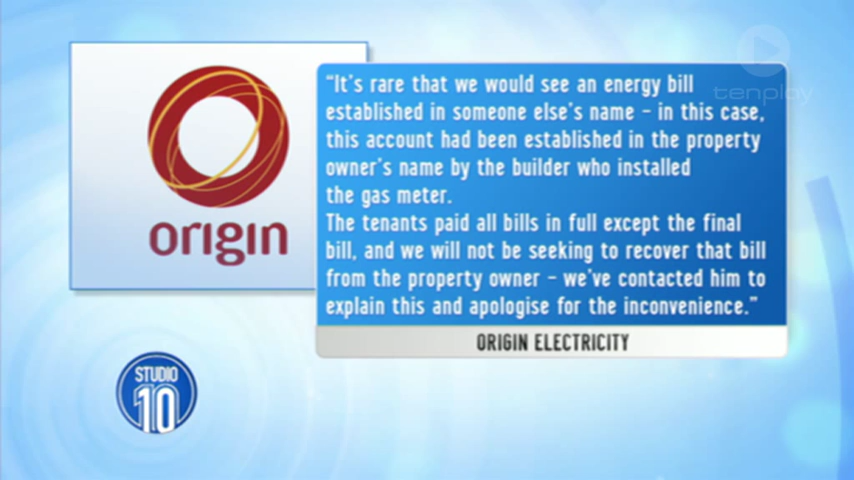 tenplay
origin
“It's rare that we would see an energy bill
established in someone else's name – in this case,
this account had been established in the property
owner's name by the builder who installed
the gas meter.
The tenants paid all bills in full except the final
bill, and we will not be seeking to recover that bill
from the property owner – we've contacted him to
explain this and apologise for the inconvenience.”
ORIGIN ELECTRICITY
STUDIO
10